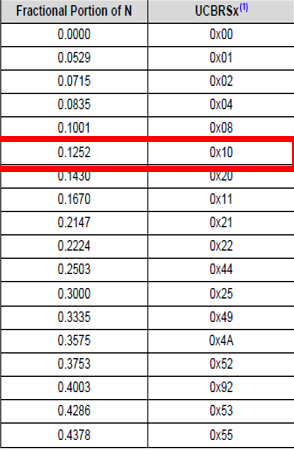 Fractional Portion of N UCBRSx(1)
0.0000 0x00
0.0529 0x01
0.0715 0x02
0.0835 0x04
0.1001 0x08
0.1252 0x10
0.1430 0x20
0.1670 0x11
0.2147 0x21
0.2224 0x22
0.2503 0x44
0.3000 0x25
0.3335 0x49
0.3575 0x4A
0.3753 0x52
0.4003 0x92
0.4286 0x53
0.4378 0x55